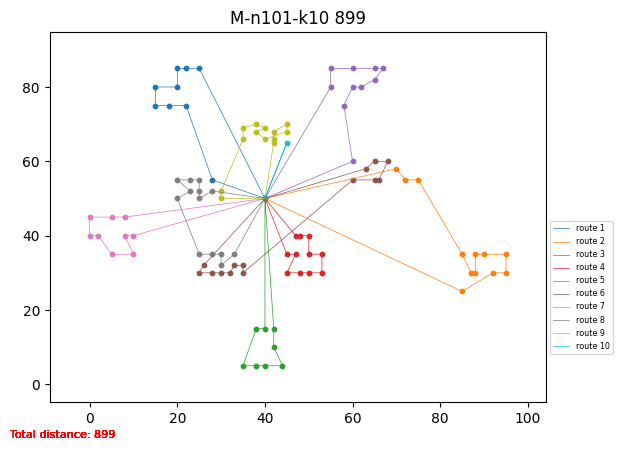 M-n101-k10 899
80
60
40
20
0
0 20 40 60 80 100
route 1
route 2
route 3
route 4
route 5
route 6
route 7
route 8
route 9
route 10
Total distance: 899